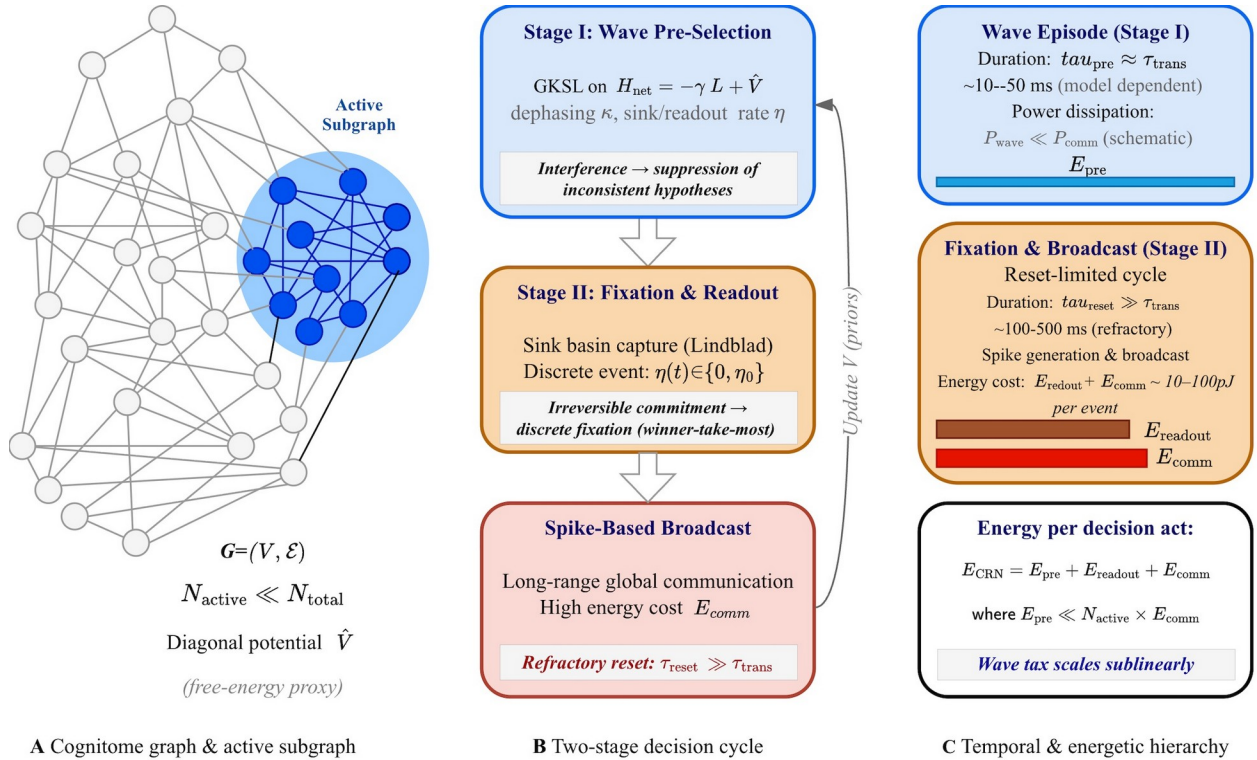 Active
Subgraph
G=(V, ℰ)
N_active ≪ N_total
Diagonal potential V̂
(free-energy proxy)
A Cognitome graph & active subgraph
Stage I: Wave Pre-Selection
GKSL on H_net = −γ L + V̂
dephasing κ, sink/readout rate η
Interference → suppression of
inconsistent hypotheses
Stage II: Fixation & Readout
Sink basin capture (Lindblad)
Discrete event: η(t)∈{0, η₀}
Irreversible commitment →
discrete fixation (winner-take-most)
Spike-Based Broadcast
Long-range global communication
High energy cost E_comm
Refractory reset: τ_reset ≫ τ_trans
Update V (priors)
B Two-stage decision cycle
Wave Episode (Stage I)
Duration: tau_pre ≈ τ_trans
~10--50 ms (model dependent)
Power dissipation:
P_wave ≪ P_comm (schematic)
E_pre
Fixation & Broadcast (Stage II)
Reset-limited cycle
Duration: tau_reset ≫ τ_trans
~100-500 ms (refractory)
Spike generation & broadcast
Energy cost: E_redout + E_comm ~ 10–100pJ
per event
E_readout
E_comm
Energy per decision act:
E_CRN = E_pre + E_readout + E_comm
where E_pre ≪ N_active × E_comm
Wave tax scales sublinearly
C Temporal & energetic hierarchy